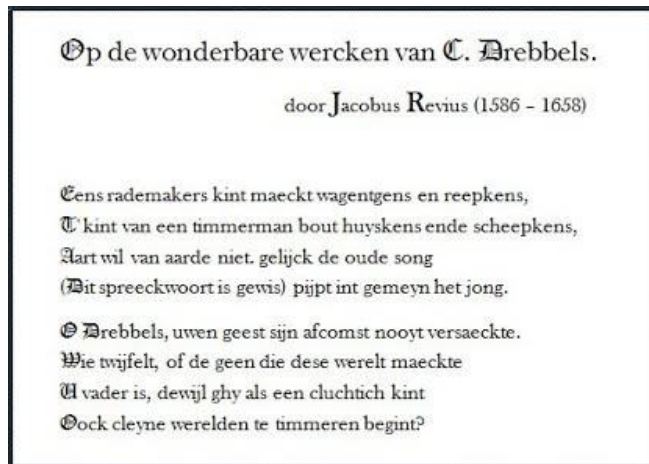 Op de wonderbare wercken van C. Drebbels.
door Jacobus Revius (1586 - 1658)
Eens rademakers kint maeckt wagentgens en reepkens,
T' kint van een timmerman bout huyskens ende scheepkens,
Aart wil van aarde niet. gelijck de oude song
(Dit spreeckwoort is gewis) pijpt int gemeyn het jong.
O Drebbels, uwen geest sijn afcomst nooyt versaeckte.
Wie twijfelt, of de geen die dese werelt maeckte
U vader is, dewijl ghy als een cluchtich kint
Oock cleyne werelden te timmeren begint?